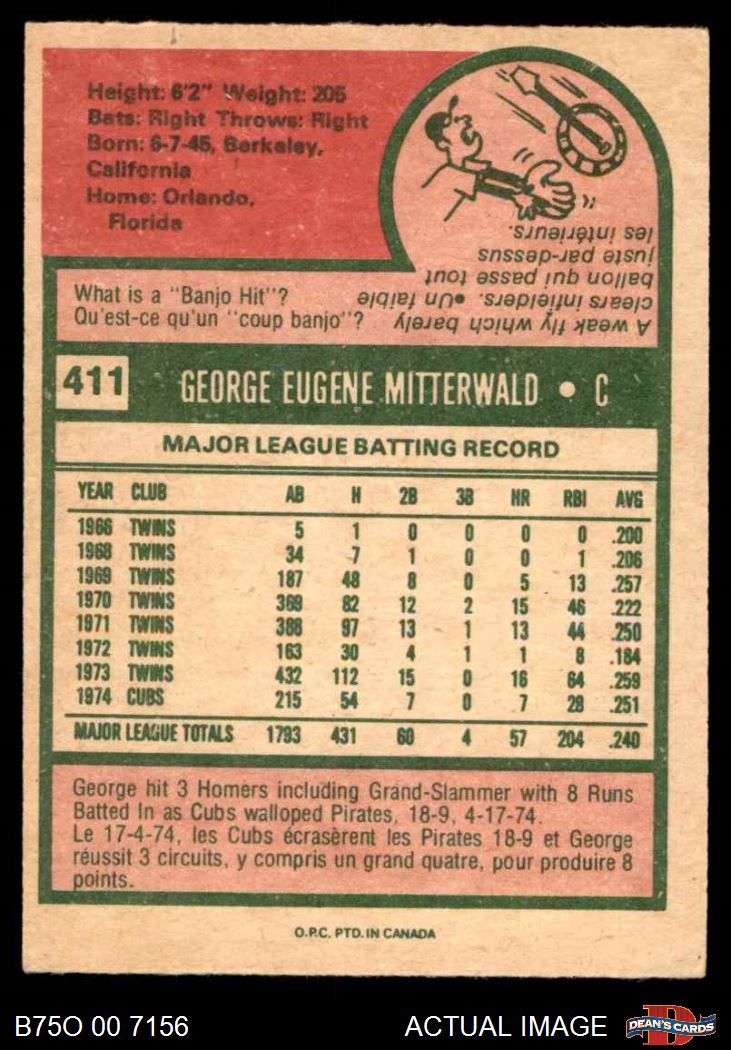 Height: 6'2" Weight: 205
Bats: Right Throws: Right
Born: 6-7-45, Berkeley,
California
Home: Orlando,
Florida
What is a "Banjo Hit"?
Qu'est-ce qu'un "coup banjo"?
A weak fly which barely
clears infielders. •Un faible
ballon qui passe tout
juste par-dessus
les intérieurs.
411 GEORGE EUGENE MITTERWALD • C
MAJOR LEAGUE BATTING RECORD
YEAR CLUB AB H 2B 3B HR RBI AVG
1966 TWINS 5 1 0 0 0 0 .200
1968 TWINS 34 7 1 0 0 1 .206
1969 TWINS 187 48 8 0 5 13 .257
1970 TWINS 369 82 12 2 15 46 .222
1971 TWINS 388 97 13 1 13 44 .250
1972 TWINS 163 30 4 1 1 8 .184
1973 TWINS 432 112 15 0 16 64 .259
1974 CUBS 215 54 7 0 7 28 .251
MAJOR LEAGUE TOTALS 1793 431 60 4 57 204 .240
George hit 3 Homers including Grand-Slammer with 8 Runs
Batted In as Cubs walloped Pirates, 18-9, 4-17-74.
Le 17-4-74, les Cubs écrasèrent les Pirates 18-9 et George
réussit 3 circuits, y compris un grand quatre, pour produire 8
points.
O.P.C. PTD. IN CANADA
B75O 00 7156 ACTUAL IMAGE DEAN'S CARDS